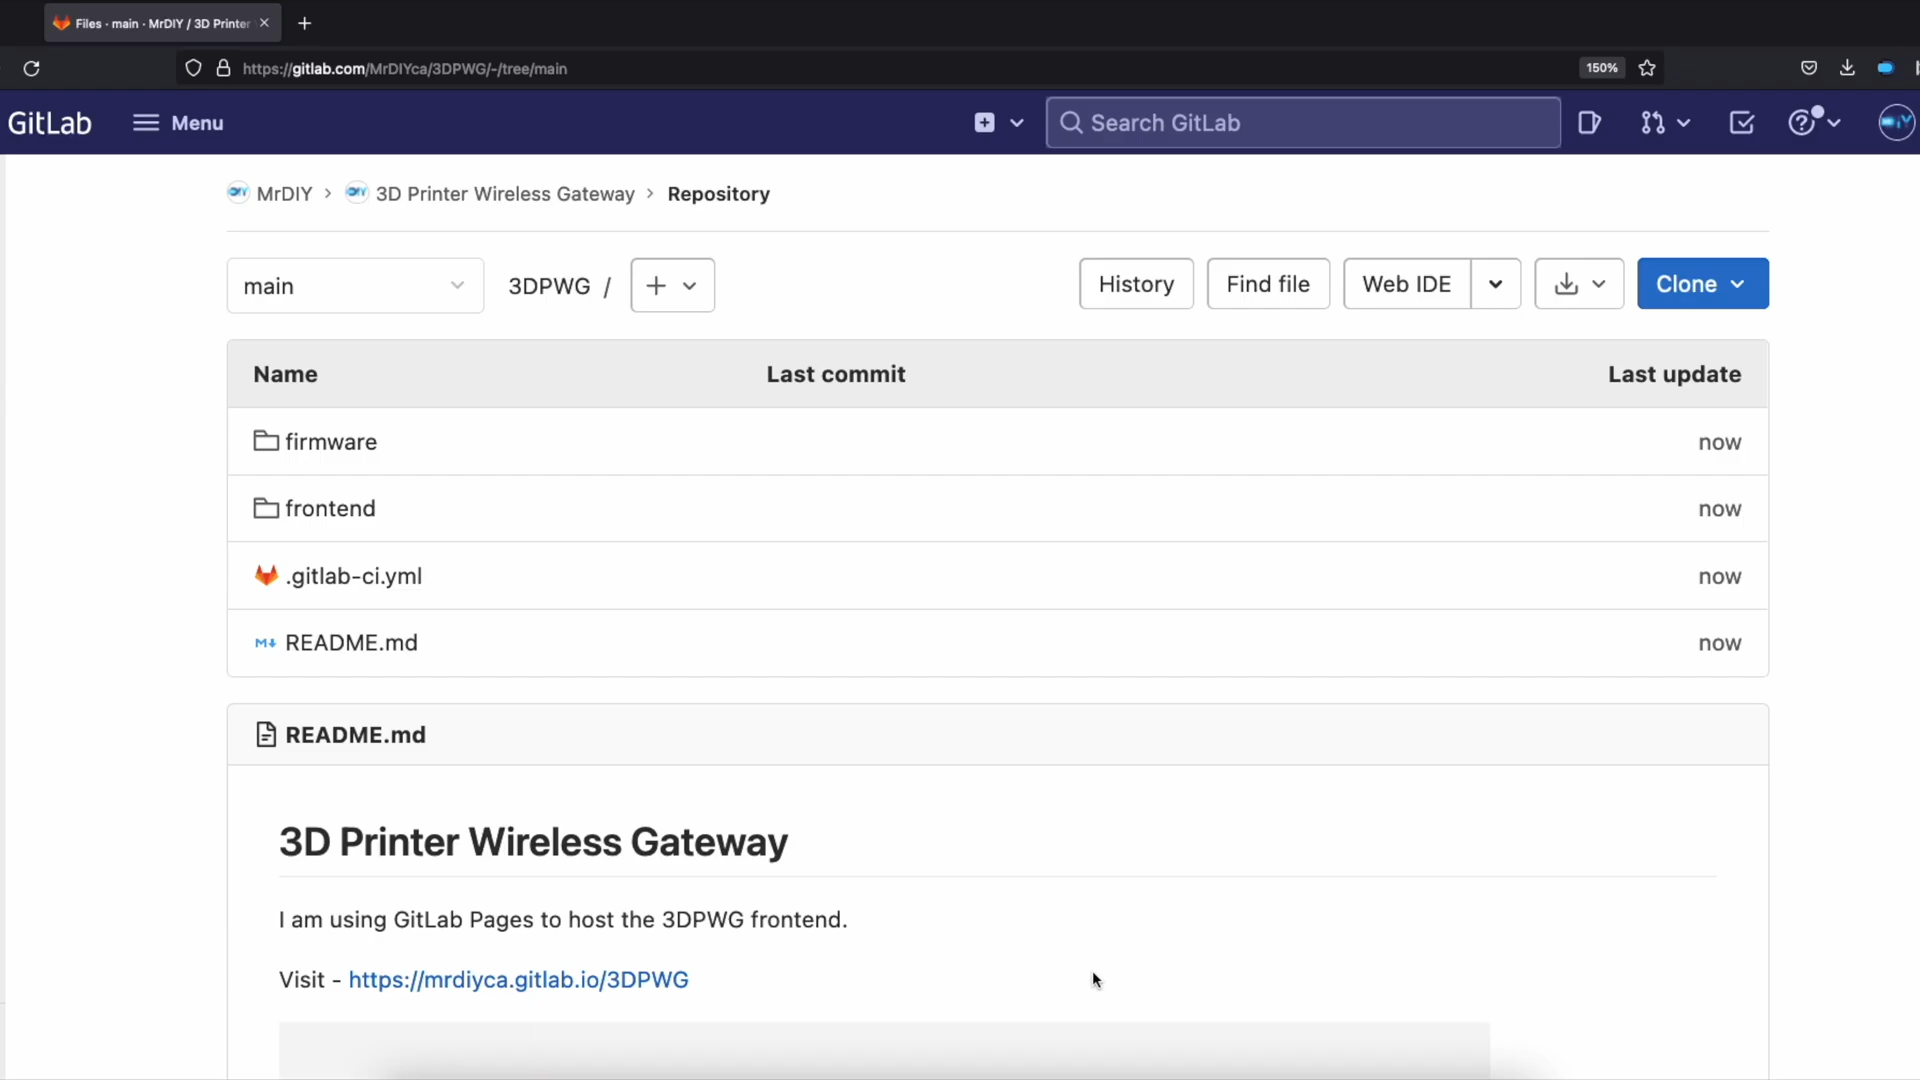 Files · main · MrDIY / 3D Printer
https://gitlab.com/MrDIYca/3DPWG/-/tree/main
150%
GitLab
Menu
Search GitLab
MrDIY > 3D Printer Wireless Gateway > Repository
main
3DPWG /
History
Find file
Web IDE
Clone
Name
Last commit
Last update
firmware
now
frontend
now
.gitlab-ci.yml
now
README.md
now
README.md
3D Printer Wireless Gateway
I am using GitLab Pages to host the 3DPWG frontend.
Visit - https://mrdiyca.gitlab.io/3DPWG